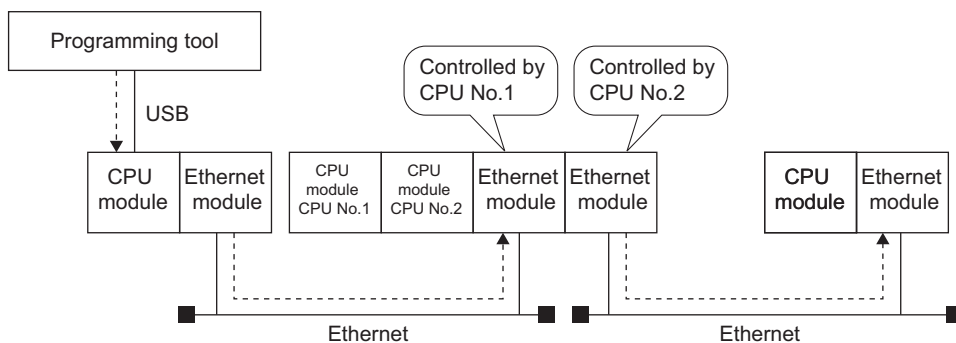 Programming tool
Controlled by
CPU No.1
Controlled by
CPU No.2
USB
CPU
module
Ethernet
module
CPU
module
CPU No.1
CPU
module
CPU No.2
Ethernet
module
Ethernet
module
CPU
module
Ethernet
module
Ethernet
Ethernet